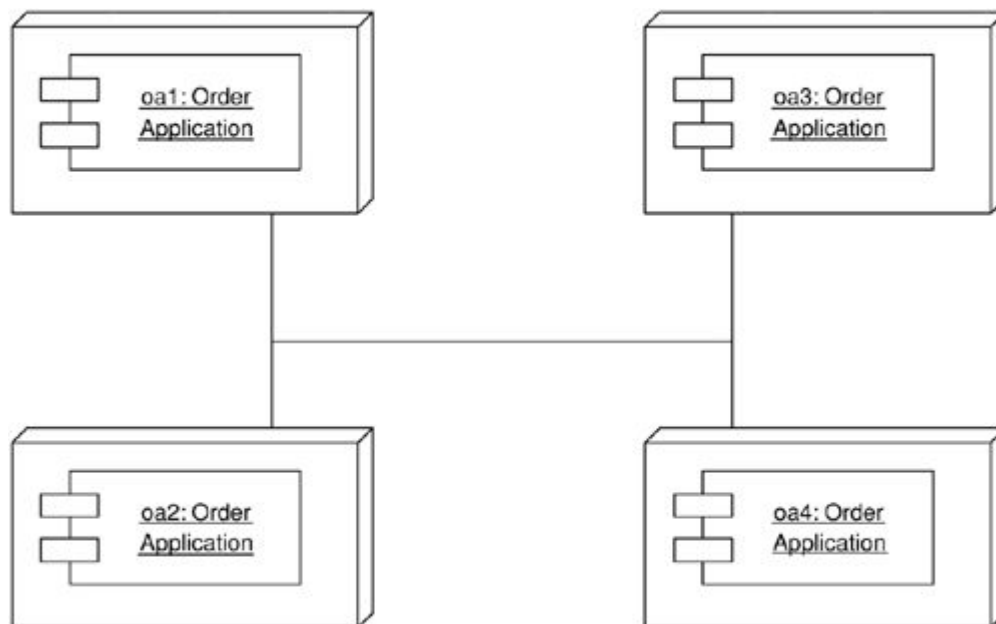 oa1: Order
Application
oa3: Order
Application
oa2: Order
Application
oa4: Order
Application